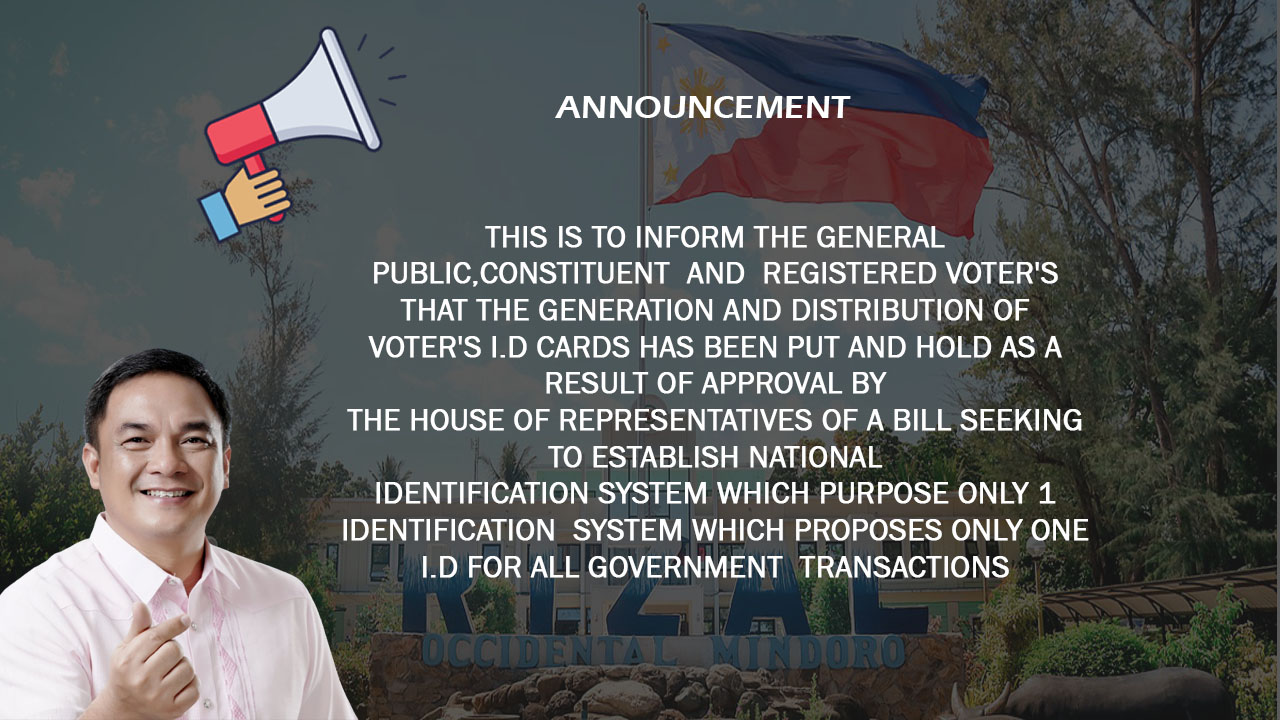 ANNOUNCEMENT
THIS IS TO INFORM THE GENERAL
PUBLIC,CONSTITUENT AND REGISTERED VOTER'S
THAT THE GENERATION AND DISTRIBUTION OF
VOTER'S I.D CARDS HAS BEEN PUT AND HOLD AS A
RESULT OF APPROVAL BY
THE HOUSE OF REPRESENTATIVES OF A BILL SEEKING
TO ESTABLISH NATIONAL
IDENTIFICATION SYSTEM WHICH PURPOSE ONLY 1
IDENTIFICATION SYSTEM WHICH PROPOSES ONLY ONE
I.D FOR ALL GOVERNMENT TRANSACTIONS
RIZAL
OCCIDENTAL MINDORO